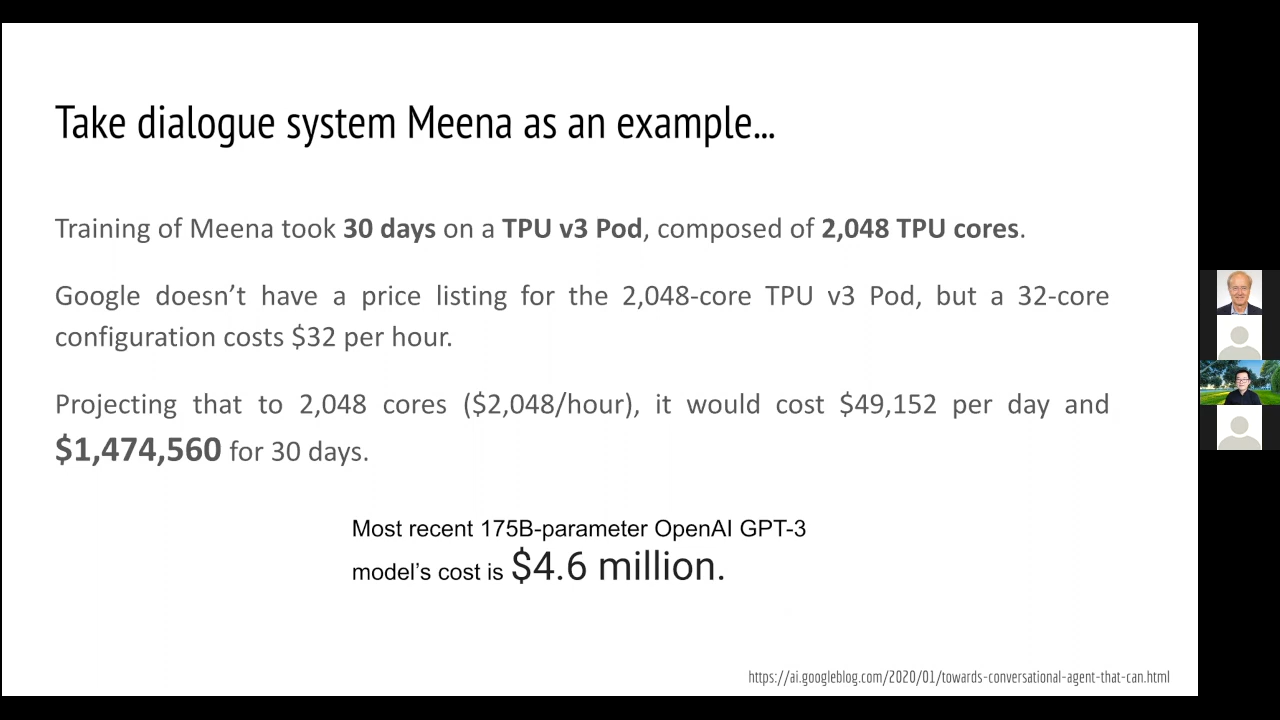 Take dialogue system Meena as an example...
Training of Meena took 30 days on a TPU v3 Pod, composed of 2,048 TPU cores.
Google doesn’t have a price listing for the 2,048-core TPU v3 Pod, but a 32-core
configuration costs $32 per hour.
Projecting that to 2,048 cores ($2,048/hour), it would cost $49,152 per day and
$1,474,560 for 30 days.
Most recent 175B-parameter OpenAI GPT-3
model’s cost is $4.6 million.
https://ai.googleblog.com/2020/01/towards-conversational-agent-that-can.html